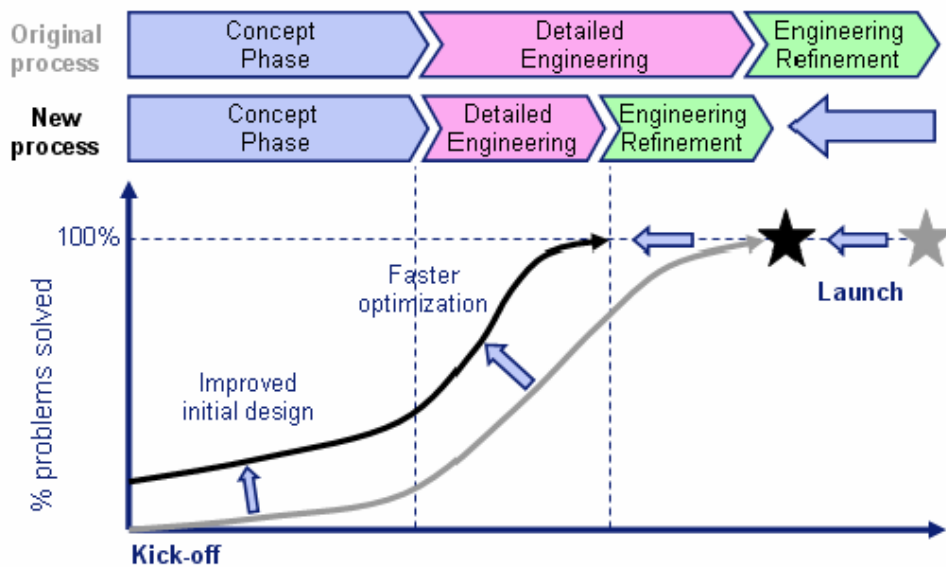 Original
process
Concept
Phase
Detailed
Engineering
Engineering
Refinement
New
process
Concept
Phase
Detailed
Engineering
Engineering
Refinement
100%
Faster
optimization
Launch
Improved
initial design
% problems solved
Kick-off